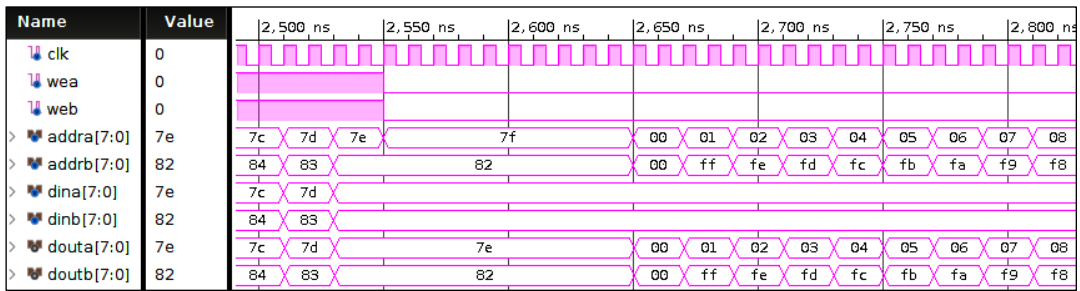 Name Value 2,500 ns 2,550 ns 2,600 ns 2,650 ns 2,700 ns 2,750 ns 2,800 ns
clk 0
wea 0
web 0
addra[7:0] 7e 7c 7d 7e 7f 00 01 02 03 04 05 06 07 08
addrb[7:0] 82 84 83 82 00 ff fe fd fc fb fa f9 f8
dina[7:0] 7e 7c 7d
dinb[7:0] 82 84 83
douta[7:0] 7e 7c 7d 7e 00 01 02 03 04 05 06 07 08
doutb[7:0] 82 84 83 82 00 ff fe fd fc fb fa f9 f8